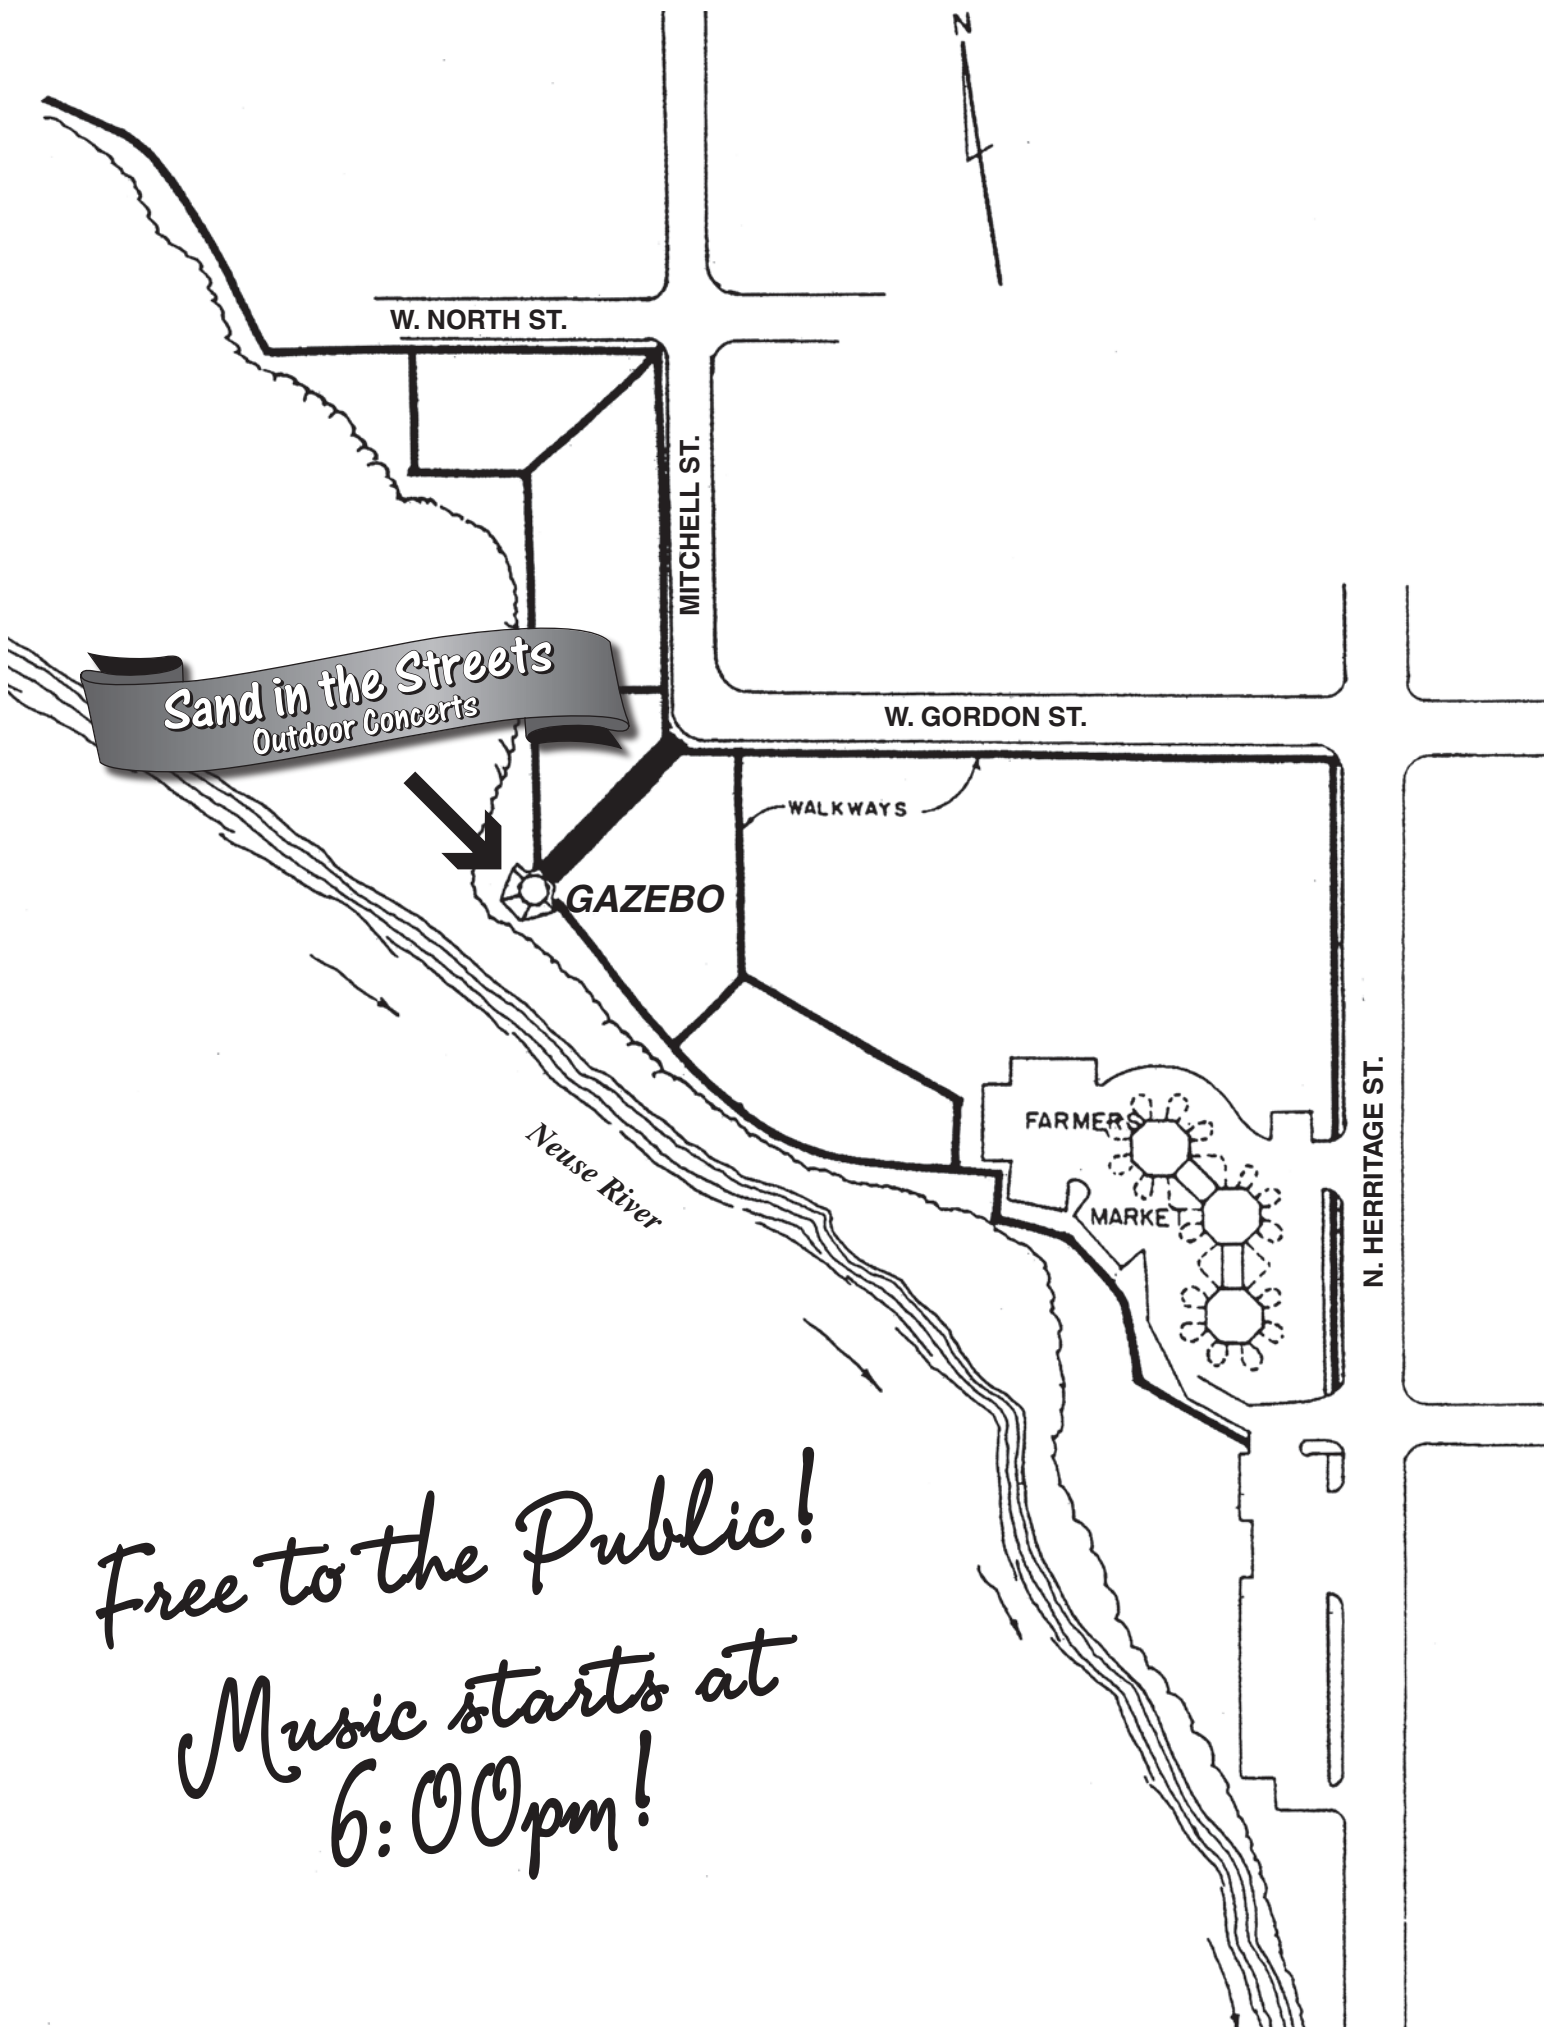 N
W. NORTH ST.
MITCHELL ST.
Sand in the Streets
Outdoor Concerts
W. GORDON ST.
WALKWAYS
GAZEBO
FARMERS
MARKET
N. HERRITAGE ST.
Neuse River
Free to the Public!
Music starts at
6:00pm!